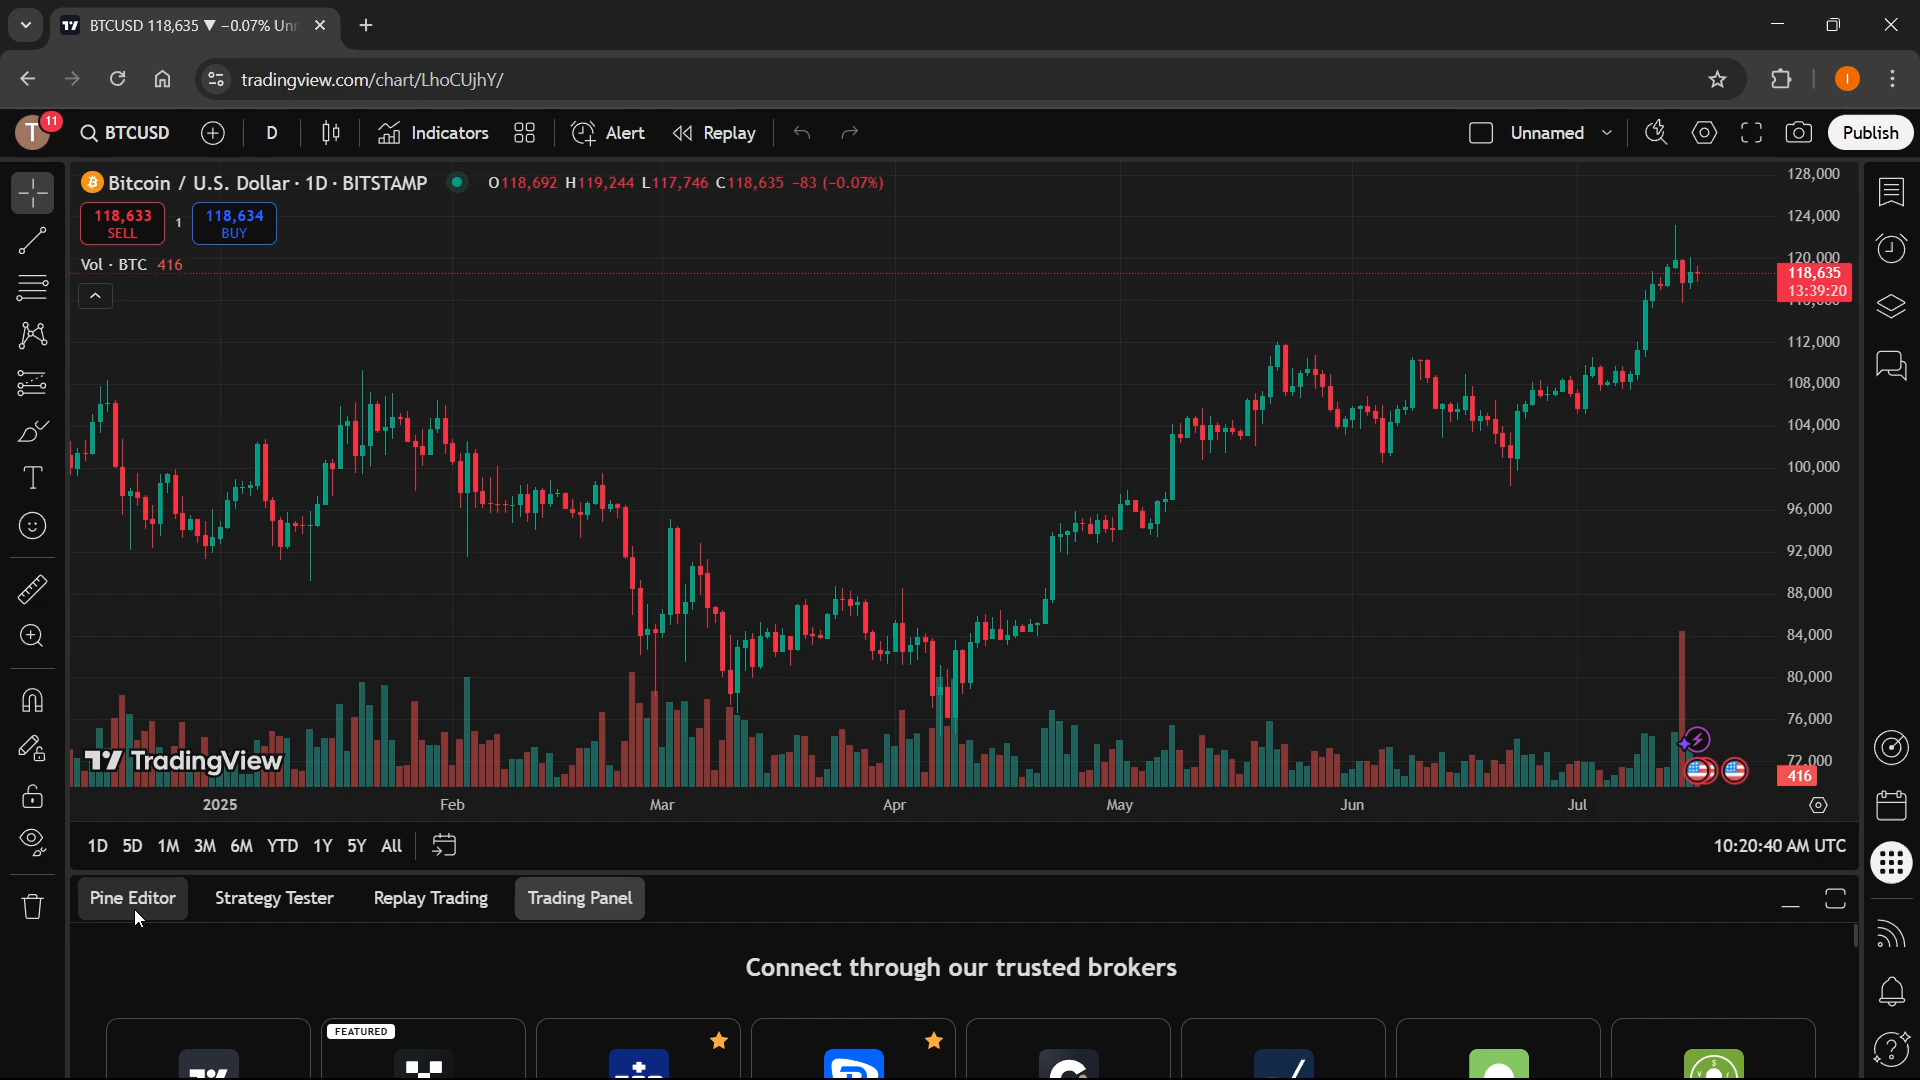 BTCUSD 118,635 ▼ −0.07% Unn
tradingview.com/chart/LhoCUjhY/
T
11
BTCUSD
D
Indicators
Alert
Replay
Unnamed
Publish
I
Bitcoin / U.S. Dollar · 1D · BITSTAMP
O118,692 H119,244 L117,746 C118,635 −83 (−0.07%)
118,633
SELL
1
118,634
BUY
Vol · BTC 416
128,000
124,000
120,000
118,635
13:39:20
112,000
108,000
104,000
100,000
96,000
92,000
88,000
84,000
80,000
76,000
72,000
416
TradingView
2025 Feb Mar Apr May Jun Jul
1D 5D 1M 3M 6M YTD 1Y 5Y All
10:20:40 AM UTC
Pine Editor Strategy Tester Replay Trading Trading Panel
Connect through our trusted brokers
FEATURED